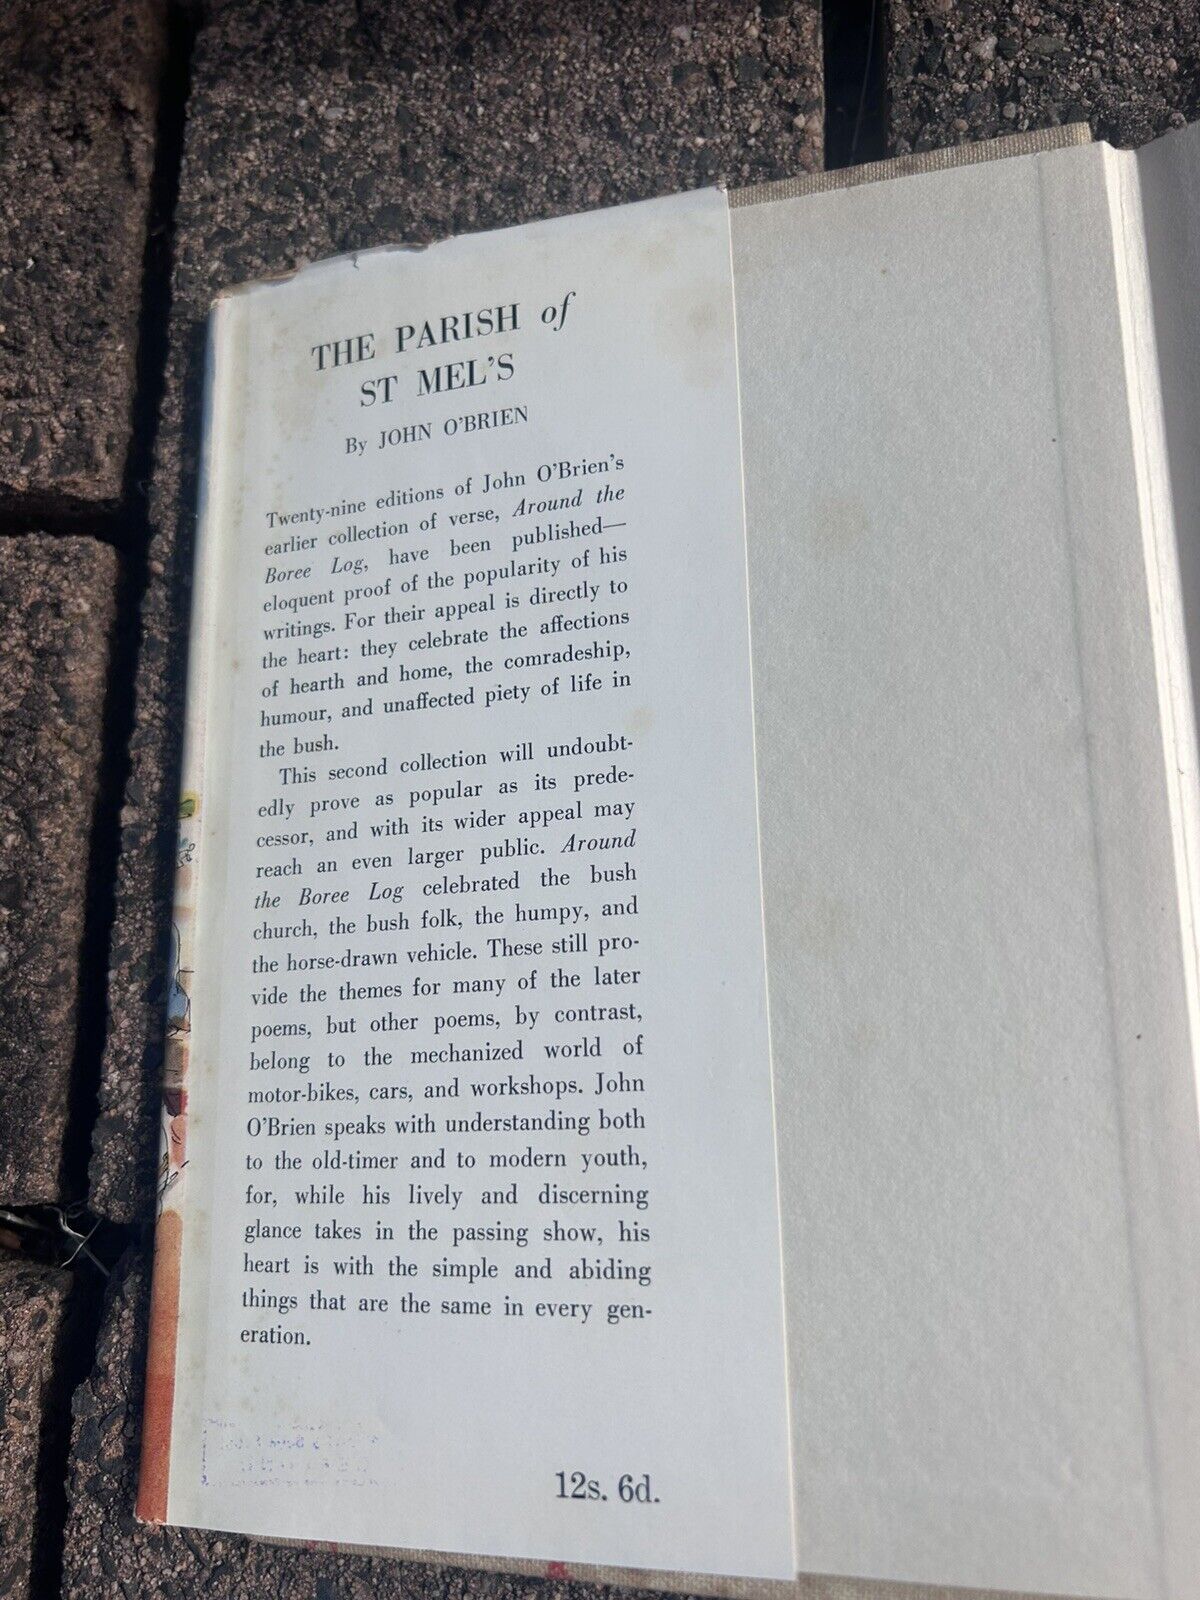 THE PARISH of
ST MEL'S
By JOHN O'BRIEN
Twenty-nine editions of John O'Brien's
earlier collection of verse, Around the
Boree Log, have been published—
eloquent proof of the popularity of his
writings. For their appeal is directly to
the heart: they celebrate the affections
of hearth and home, the comradeship,
humour, and unaffected piety of life in
the bush.
This second collection will undoubt-
edly prove as popular as its prede-
cessor, and with its wider appeal may
reach an even larger public. Around
the Boree Log celebrated the bush
church, the bush folk, the humpy, and
the horse-drawn vehicle. These still pro-
vide the themes for many of the later
poems, but other poems, by contrast,
belong to the mechanized world of
motor-bikes, cars, and workshops. John
O'Brien speaks with understanding both
to the old-timer and to modern youth,
for, while his lively and discerning
glance takes in the passing show, his
heart is with the simple and abiding
things that are the same in every gen-
eration.
12s. 6d.